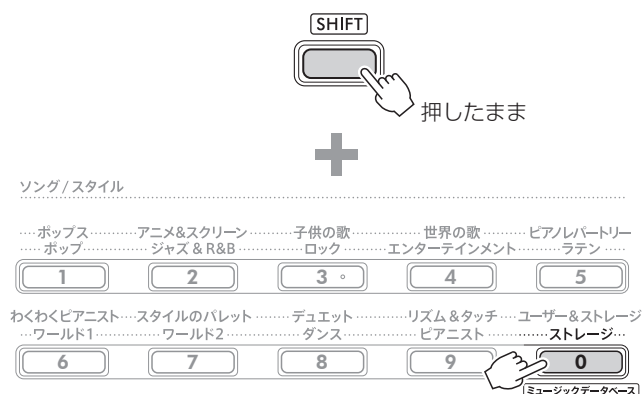 SHIFT
押したまま
ソング/スタイル
ポップス アニメ&スクリーン 子供の歌 世界の歌 ピアノレパートリー
ポップ ジャズ & R&B ロック エンターテインメント ラテン
1 2 3 4 5
わくわくピアニスト スタイルのパレット デュエット リズム & タッチ ユーザー&ストレージ
ワールド1 ワールド2 ダンス ピアニスト ストレージ
6 7 8 9 0
ミュージックデータベース